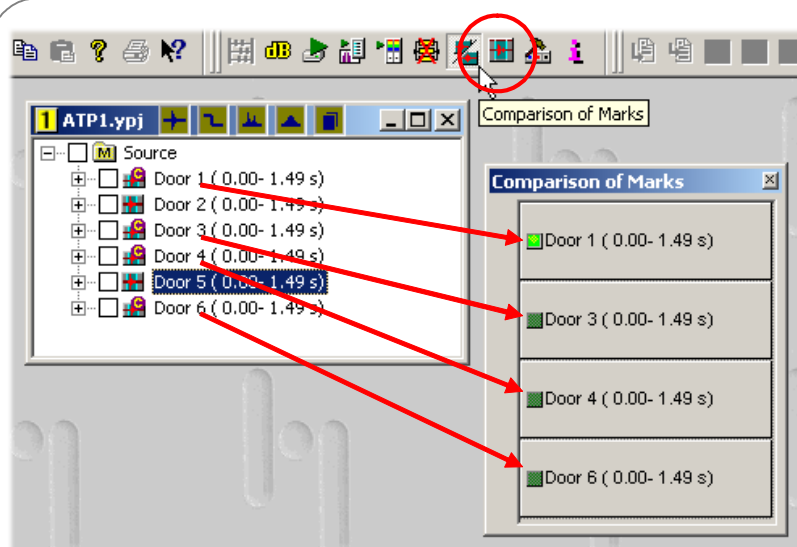 dB
Comparison of Marks
1 ATP1.ypj
M Source
C Door 1 ( 0.00- 1.49 s)
Door 2 ( 0.00- 1.49 s)
C Door 3 ( 0.00- 1.49 s)
C Door 4 ( 0.00- 1.49 s)
Door 5 ( 0.00- 1.49 s)
C Door 6 ( 0.00- 1.49 s)
Comparison of Marks
Door 1 ( 0.00- 1.49 s)
Door 3 ( 0.00- 1.49 s)
Door 4 ( 0.00- 1.49 s)
Door 6 ( 0.00- 1.49 s)